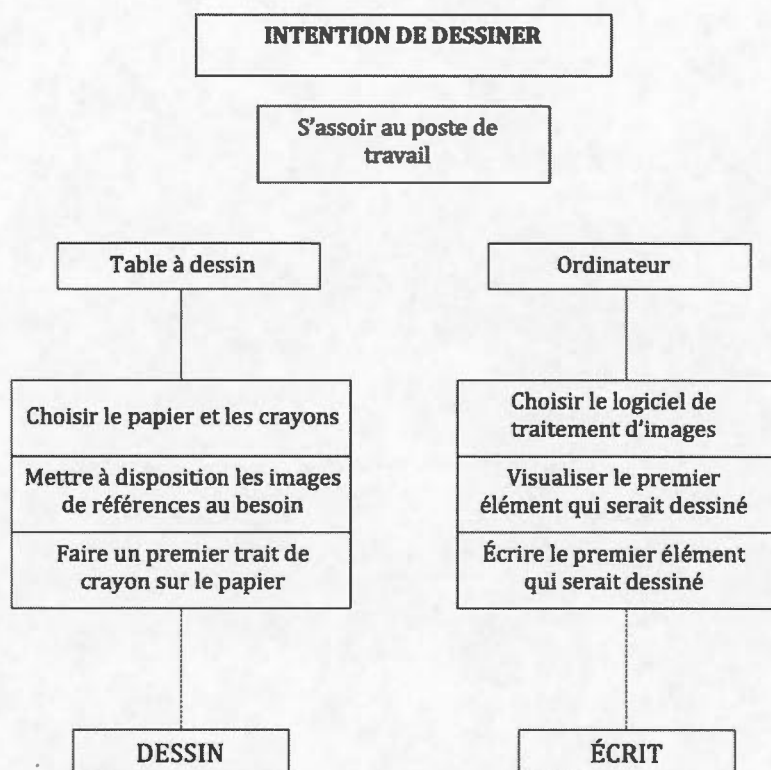 INTENTION DE DESSINER
S'assoir au poste de
travail
Table à dessin
Ordinateur
Choisir le papier et les crayons
Mettre à disposition les images
de références au besoin
Faire un premier trait de
crayon sur le papier
Choisir le logiciel de
traitement d'images
Visualiser le premier
élément qui serait dessiné
Écrire le premier élément
qui serait dessiné
DESSIN
ÉCRIT